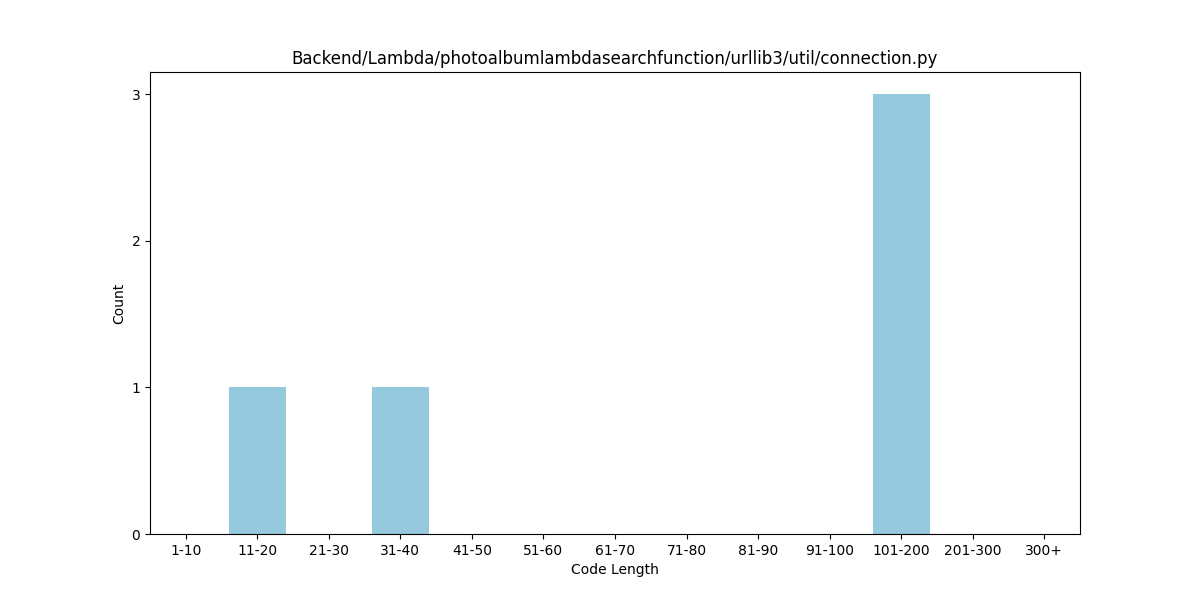 Backend/Lambda/photoalbumlambdasearchfunction/urllib3/util/connection.py
3
2
1
0
Count
1-10 11-20 21-30 31-40 41-50 51-60 61-70 71-80 81-90 91-100 101-200 201-300 300+
Code Length